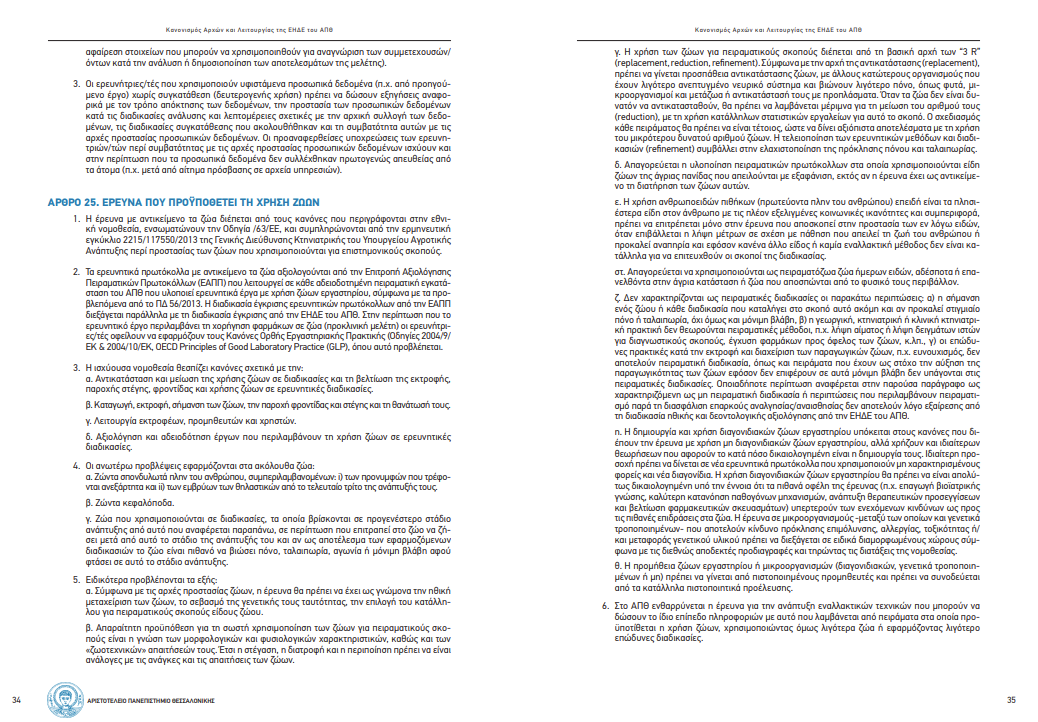 Κανονισμός Αρχών και Λειτουργίας της ΕΗΔΕ του ΑΠΘ
αφαίρεση στοιχείων που μπορούν να χρησιμοποιηθούν για αναγνώριση των συμμετεχουσών/
όντων κατά την ανάλυση ή δημοσιοποίηση των αποτελεσμάτων της μελέτης).
3. Οι ερευνήτριες/τές που χρησιμοποιούν υφιστάμενα προσωπικά δεδομένα (π.χ. από προηγού-
μενο έργο) χωρίς συγκατάθεση (δευτερογενής χρήση) πρέπει να δώσουν εξηγήσεις αναφο-
ρικά με τον τρόπο απόκτησης των δεδομένων, την προστασία των προσωπικών δεδομένων
κατά τις διαδικασίες ανάλυσης και λεπτομέρειες σχετικές με την αρχική συλλογή των δεδο-
μένων, τις διαδικασίες συγκατάθεσης που ακολουθήθηκαν και τη συμβατότητα αυτών με τις
αρχές προστασίας προσωπικών δεδομένων. Οι προαναφερθείσες υποχρεώσεις των ερευνη-
τριών/τών περί συμβατότητας με τις αρχές προστασίας προσωπικών δεδομένων ισχύουν και
στην περίπτωση που τα προσωπικά δεδομένα δεν συλλέχθηκαν πρωτογενώς απευθείας από
τα άτομα (π.χ. μετά από αίτημα πρόσβασης σε αρχεία υπηρεσιών).
ΑΡΘΡΟ 25. ΕΡΕΥΝΑ ΠΟΥ ΠΡΟΫΠΟΘΕΤΕΙ ΤΗ ΧΡΗΣΗ ΖΩΩΝ
1. Η έρευνα με αντικείμενο τα ζώα διέπεται από τους κανόνες που περιγράφονται στην εθνι-
κή νομοθεσία, ενσωματώνουν την Οδηγία /63/ΕΕ, και συμπληρώνονται από την ερμηνευτική
εγκύκλιο 2215/117550/2013 της Γενικής Διεύθυνσης Κτηνιατρικής του Υπουργείου Αγροτικής
Ανάπτυξης περί προστασίας των ζώων που χρησιμοποιούνται για επιστημονικούς σκοπούς.
2. Τα ερευνητικά πρωτόκολλα με αντικείμενο τα ζώα αξιολογούνται από την Επιτροπή Αξιολόγησης
Πειραματικών Πρωτοκόλλων (ΕΑΠΠ) που λειτουργεί σε κάθε αδειοδοτημένη πειραματική εγκατά-
σταση του ΑΠΘ που υλοποιεί ερευνητικά έργα με χρήση ζώων εργαστηρίου, σύμφωνα με τα προ-
βλεπόμενα από το ΠΔ 56/2013. Η διαδικασία έγκρισης ερευνητικών πρωτοκόλλων από την ΕΑΠΠ
διεξάγεται παράλληλα με τη διαδικασία έγκρισης από την ΕΗΔΕ του ΑΠΘ. Στην περίπτωση που το
ερευνητικό έργο περιλαμβάνει τη χορήγηση φαρμάκων σε ζώα (προκλινική μελέτη) οι ερευνήτρι-
ες/τές οφείλουν να εφαρμόζουν τους Κανόνες Ορθής Εργαστηριακής Πρακτικής (Οδηγίες 2004/9/
ΕΚ & 2004/10/ΕΚ, OECD Principles of Good Laboratory Practice (GLP), όπου αυτό προβλέπεται.
3. Η ισχύουσα νομοθεσία θεσπίζει κανόνες σχετικά με την:
α. Αντικατάσταση και μείωση της χρήσης ζώων σε διαδικασίες και τη βελτίωση της εκτροφής,
παροχής στέγης, φροντίδας και χρήσης ζώων σε ερευνητικές διαδικασίες.
β. Καταγωγή, εκτροφή, σήμανση των ζώων, την παροχή φροντίδας και στέγης και τη θανάτωσή τους.
γ. Λειτουργία εκτροφέων, προμηθευτών και χρηστών.
δ. Αξιολόγηση και αδειοδότηση έργων που περιλαμβάνουν τη χρήση ζώων σε ερευνητικές
διαδικασίες.
4. Οι ανωτέρω προβλέψεις εφαρμόζονται στα ακόλουθα ζώα:
α. Ζώντα σπονδυλωτά πλην του ανθρώπου, συμπεριλαμβανομένων: i) των προνυμφών που τρέφο-
νται ανεξάρτητα και ii) των εμβρύων των θηλαστικών από το τελευταίο τρίτο της ανάπτυξής τους.
β. Ζώντα κεφαλόποδα.
γ. Ζώα που χρησιμοποιούνται σε διαδικασίες, τα οποία βρίσκονται σε προγενέστερο στάδιο
ανάπτυξης από αυτό που αναφέρεται παραπάνω, σε περίπτωση που επιτραπεί στο ζώο να ζή-
σει μετά από αυτό το στάδιο της ανάπτυξής του και αν ως αποτέλεσμα των εφαρμοζόμενων
διαδικασιών το ζώο είναι πιθανό να βιώσει πόνο, ταλαιπωρία, αγωνία ή μόνιμη βλάβη αφού
φτάσει σε αυτό το στάδιο ανάπτυξης.
5. Ειδικότερα προβλέπονται τα εξής:
α. Σύμφωνα με τις αρχές προστασίας ζώων, η έρευνα θα πρέπει να έχει ως γνώμονα την ηθική
μεταχείριση των ζώων, το σεβασμό της γενετικής τους ταυτότητας, την επιλογή του κατάλλη-
λου για πειραματικούς σκοπούς είδους ζώου.
β. Απαραίτητη προϋπόθεση για τη σωστή χρησιμοποίηση των ζώων για πειραματικούς σκο-
πούς είναι η γνώση των μορφολογικών και φυσιολογικών χαρακτηριστικών, καθώς και των
«ζωοτεχνικών» απαιτήσεών τους. Έτσι η στέγαση, η διατροφή και η περιποίηση πρέπει να είναι
ανάλογες με τις ανάγκες και τις απαιτήσεις των ζώων.
34
ΑΡΙΣΤΟΤΕΛΕΙΟ ΠΑΝΕΠΙΣΤΗΜΙΟ ΘΕΣΣΑΛΟΝΙΚΗΣ
Κανονισμός Αρχών και Λειτουργίας της ΕΗΔΕ του ΑΠΘ
γ. Η χρήση των ζώων για πειραματικούς σκοπούς διέπεται από τη βασική αρχή των “3 R”
(replacement, reduction, refinement). Σύμφωνα με την αρχή της αντικατάστασης (replacement),
πρέπει να γίνεται προσπάθεια αντικατάστασης ζώων, με άλλους κατώτερους οργανισμούς που
έχουν λιγότερο ανεπτυγμένο νευρικό σύστημα και βιώνουν λιγότερο πόνο, όπως φυτά, μι-
κροοργανισμοί και μετάζωα ή αντικατάστασή τους με προπλάσματα. Όταν τα ζώα δεν είναι δυ-
νατόν να αντικατασταθούν, θα πρέπει να λαμβάνεται μέριμνα για τη μείωση του αριθμού τους
(reduction), με τη χρήση κατάλληλων στατιστικών εργαλείων για αυτό το σκοπό. Ο σχεδιασμός
κάθε πειράματος θα πρέπει να είναι τέτοιος, ώστε να δίνει αξιόπιστα αποτελέσματα με τη χρήση
του μικρότερου δυνατού αριθμού ζώων. Η τελειοποίηση των ερευνητικών μεθόδων και διαδι-
κασιών (refinement) συμβάλλει στην ελαχιστοποίηση της πρόκλησης πόνου και ταλαιπωρίας.
δ. Απαγορεύεται η υλοποίηση πειραματικών πρωτοκόλλων στα οποία χρησιμοποιούνται είδη
ζώων της άγριας πανίδας που απειλούνται με εξαφάνιση, εκτός αν η έρευνα έχει ως αντικείμε-
νο τη διατήρηση των ζώων αυτών.
ε. Η χρήση ανθρωποειδών πιθήκων (πρωτεύοντα πλην του ανθρώπου) επειδή είναι τα πλησι-
έστερα είδη στον άνθρωπο με τις πλέον εξελιγμένες κοινωνικές ικανότητες και συμπεριφορά,
πρέπει να επιτρέπεται μόνο στην έρευνα που αποσκοπεί στην προστασία των εν λόγω ειδών,
όταν επιβάλλεται η λήψη μέτρων σε σχέση με πάθηση που απειλεί τη ζωή του ανθρώπου ή
προκαλεί αναπηρία και εφόσον κανένα άλλο είδος ή καμία εναλλακτική μέθοδος δεν είναι κα-
τάλληλα για να επιτευχθούν οι σκοποί της διαδικασίας.
στ. Απαγορεύεται να χρησιμοποιούνται ως πειραματόζωα ζώα ήμερων ειδών, αδέσποτα ή επα-
νελθόντα στην άγρια κατάσταση ή ζώα που αποσπώνται από το φυσικό τους περιβάλλον.
ζ. Δεν χαρακτηρίζονται ως πειραματικές διαδικασίες οι παρακάτω περιπτώσεις: α) η σήμανση
ενός ζώου ή κάθε διαδικασία που καταλήγει στο σκοπό αυτό ακόμη και αν προκαλεί στιγμιαίο
πόνο ή ταλαιπωρία, όχι όμως και μόνιμη βλάβη, β) η γεωργική, κτηνιατρική ή κλινική κτηνιατρι-
κή πρακτική δεν θεωρούνται πειραματικές μέθοδοι, π.χ. λήψη αίματος ή λήψη δειγμάτων ιστών
για διαγνωστικούς σκοπούς, έγχυση φαρμάκων προς όφελος των ζώων, κ.λπ., γ) οι επώδυ-
νες πρακτικές κατά την εκτροφή και διαχείριση των παραγωγικών ζώων, π.χ. ευνουχισμός, δεν
αποτελούν πειραματική διαδικασία, όπως και πειράματα που έχουν ως στόχο την αύξηση της
παραγωγικότητας των ζώων εφόσον δεν επιφέρουν σε αυτά μόνιμη βλάβη δεν υπάγονται στις
πειραματικές διαδικασίες. Οποιαδήποτε περίπτωση αναφέρεται στην παρούσα παράγραφο ως
χαρακτηριζόμενη ως μη πειραματική διαδικασία ή περιπτώσεις που περιλαμβάνουν πειραματι-
σμό παρά τη διασφάλιση επαρκούς αναλγησίας/αναισθησίας δεν αποτελούν λόγο εξαίρεσης από
τη διαδικασία ηθικής και δεοντολογικής αξιολόγησης από την ΕΗΔΕ του ΑΠΘ.
η. Η δημιουργία και χρήση διαγονιδιακών ζώων εργαστηρίου υπόκειται στους κανόνες που δι-
έπουν την έρευνα με χρήση μη διαγονιδιακών ζώων εργαστηρίου, αλλά χρήζουν και ιδιαίτερων
θεωρήσεων που αφορούν το κατά πόσο δικαιολογημένη είναι η δημιουργία τους. Ιδιαίτερη προ-
σοχή πρέπει να δίνεται σε νέα ερευνητικά πρωτόκολλα που χρησιμοποιούν μη χαρακτηρισμένους
φορείς και νέα διαγονίδια. Η χρήση διαγονιδιακών ζώων εργαστηρίου θα πρέπει να είναι απολύ-
τως δικαιολογημένη υπό την έννοια ότι τα πιθανά οφέλη της έρευνας (π.χ. επαγωγή βιοϊατρικής
γνώσης, καλύτερη κατανόηση παθογόνων μηχανισμών, ανάπτυξη θεραπευτικών προσεγγίσεων
και βελτίωση φαρμακευτικών σκευασμάτων) υπερτερούν των ενεχόμενων κινδύνων ως προς
τις πιθανές επιδράσεις στα ζώα. Η έρευνα σε μικροοργανισμούς -μεταξύ των οποίων και γενετικά
τροποποιημένων- που αποτελούν κίνδυνο πρόκλησης επιμόλυνσης, αλλεργίας, τοξικότητας ή/
και μεταφοράς γενετικού υλικού πρέπει να διεξάγεται σε ειδικά διαμορφωμένους χώρους σύμ-
φωνα με τις διεθνώς αποδεκτές προδιαγραφές και τηρώντας τις διατάξεις της νομοθεσίας.
θ. Η προμήθεια ζώων εργαστηρίου ή μικροοργανισμών (διαγονιδιακών, γενετικά τροποποιη-
μένων ή μη) πρέπει να γίνεται από πιστοποιημένους προμηθευτές και πρέπει να συνοδεύεται
από τα κατάλληλα πιστοποιητικά προέλευσης.
6. Στο ΑΠΘ ενθαρρύνεται η έρευνα για την ανάπτυξη εναλλακτικών τεχνικών που μπορούν να
δώσουν το ίδιο επίπεδο πληροφοριών με αυτό που λαμβάνεται από πειράματα στα οποία προ-
ϋποτίθεται η χρήση ζώων, χρησιμοποιώντας όμως λιγότερα ζώα ή εφαρμόζοντας λιγότερο
επώδυνες διαδικασίες.
35